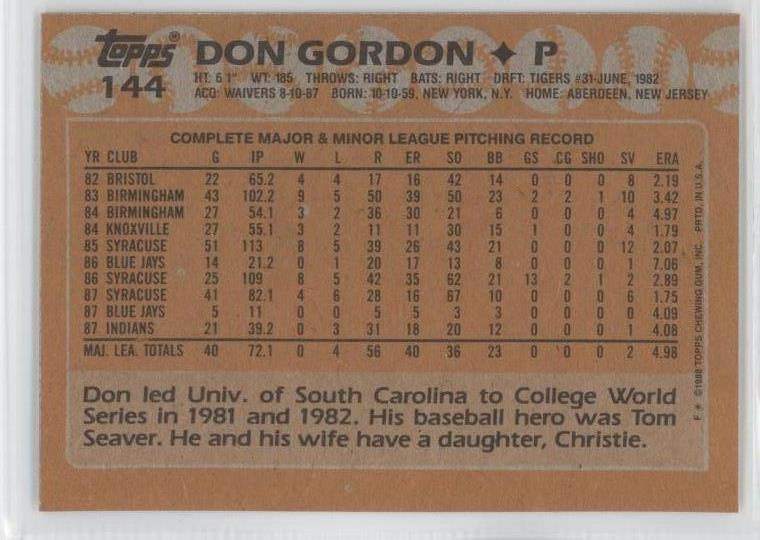 topps® DON GORDON ✦ P
144 HT: 6 1" WT: 185 THROWS: RIGHT BATS: RIGHT DRFT: TIGERS #31-JUNE, 1982
ACQ: WAIVERS 8-10-87 BORN: 10-10-59, NEW YORK, N.Y. HOME: ABERDEEN, NEW JERSEY
COMPLETE MAJOR & MINOR LEAGUE PITCHING RECORD
YR CLUB G IP W L R ER SO BB GS CG SHO SV ERA
82 BRISTOL 22 65.2 4 4 17 16 42 14 0 0 0 8 2.19
83 BIRMINGHAM 43 102.2 9 5 50 39 50 23 2 2 1 10 3.42
84 BIRMINGHAM 27 54.1 3 2 36 30 21 6 0 0 0 4 4.97
84 KNOXVILLE 27 55.1 3 2 11 11 30 15 1 0 0 4 1.79
85 SYRACUSE 51 113 8 5 39 26 43 21 0 0 0 12 2.07
86 BLUE JAYS 14 21.2 0 1 20 17 13 8 0 0 0 1 7.06
86 SYRACUSE 25 109 8 5 42 35 62 21 13 2 1 2 2.89
87 SYRACUSE 41 82.1 4 6 28 16 67 10 0 0 0 6 1.75
87 BLUE JAYS 5 11 0 0 5 5 3 3 0 0 0 0 4.09
87 INDIANS 21 39.2 0 3 31 18 20 12 0 0 0 1 4.08
MAJ. LEA. TOTALS 40 72.1 0 4 56 40 36 23 0 0 0 2 4.98
Don led Univ. of South Carolina to College World
Series in 1981 and 1982. His baseball hero was Tom
Seaver. He and his wife have a daughter, Christie.
F ✱ ©1988 TOPPS CHEWING GUM, INC. PRTD. IN U.S.A.